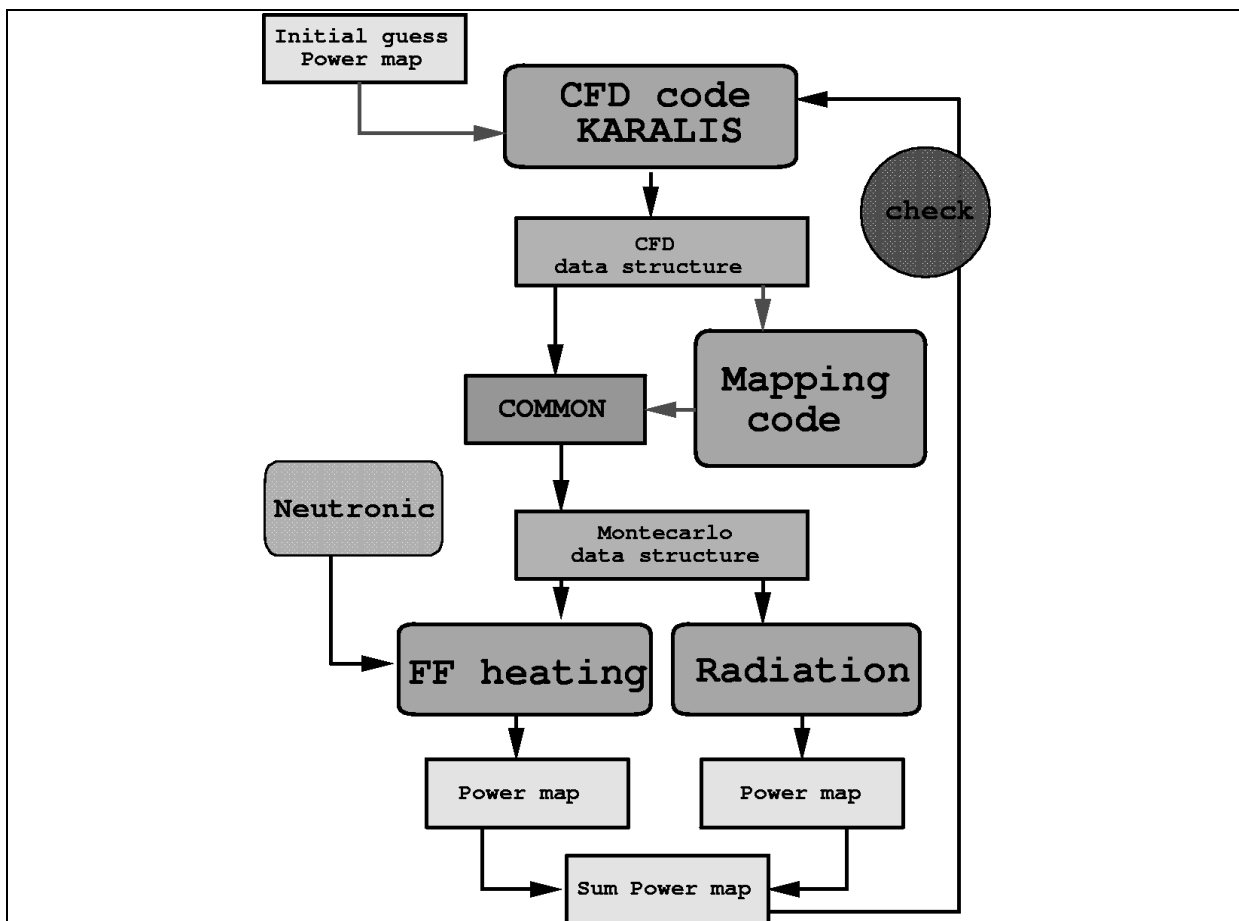 Initial guess
Power map
CFD code
KARALIS
check
CFD
data structure
Mapping
code
COMMON
Neutronic
Montecarlo
data structure
FF heating
Radiation
Power map
Power map
Sum Power map